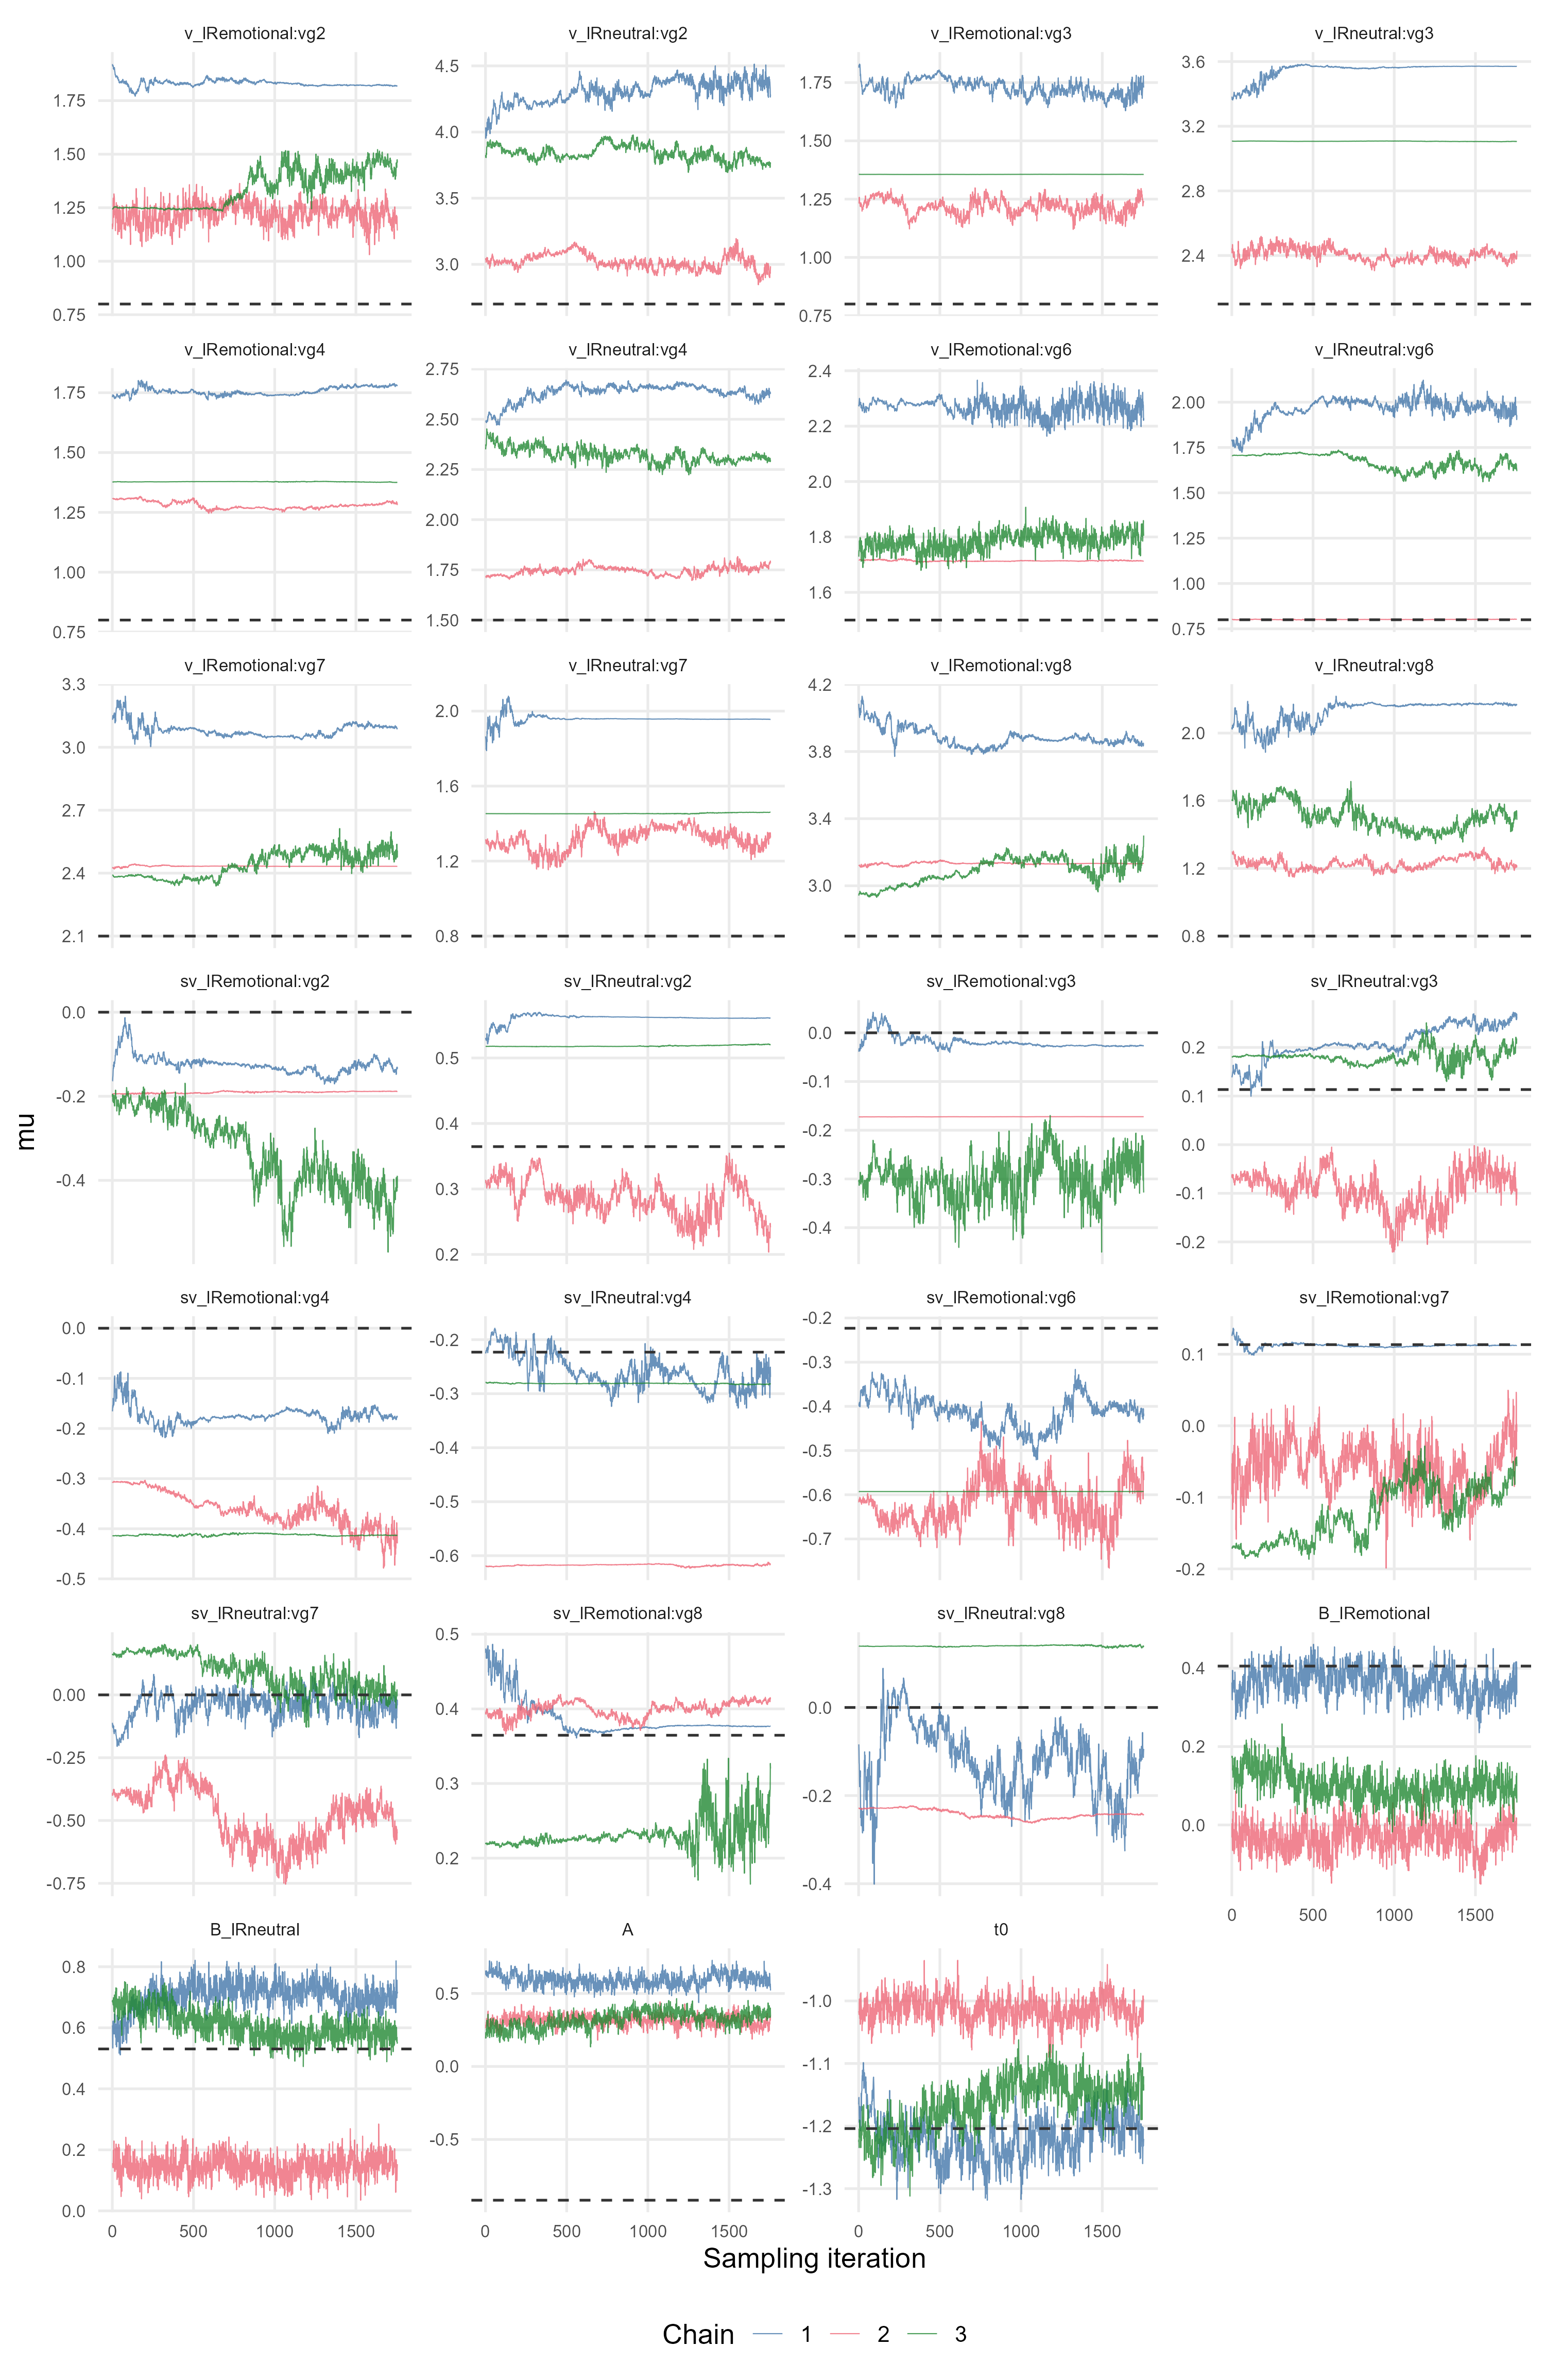 v_lRemotional:vg2 v_lRneutral:vg2 v_lRemotional:vg3 v_lRneutral:vg3
1.75 1.50 1.25 1.00 0.75
4.5 4.0 3.5 3.0
1.75 1.50 1.25 1.00 0.75
3.6 3.2 2.8 2.4
v_lRemotional:vg4 v_lRneutral:vg4 v_lRemotional:vg6 v_lRneutral:vg6
1.75 1.50 1.25 1.00 0.75
2.75 2.50 2.25 2.00 1.75 1.50
2.4 2.2 2.0 1.8 1.6
2.00 1.75 1.50 1.25 1.00 0.75
v_lRemotional:vg7 v_lRneutral:vg7 v_lRemotional:vg8 v_lRneutral:vg8
3.3 3.0 2.7 2.4 2.1
2.0 1.6 1.2 0.8
4.2 3.8 3.4 3.0
2.0 1.6 1.2 0.8
mu
sv_lRemotional:vg2 sv_lRneutral:vg2 sv_lRemotional:vg3 sv_lRneutral:vg3
0.0 -0.2 -0.4
0.5 0.4 0.3 0.2
0.0 -0.1 -0.2 -0.3 -0.4
0.2 0.1 0.0 -0.1 -0.2
sv_lRemotional:vg4 sv_lRneutral:vg4 sv_lRemotional:vg6 sv_lRemotional:vg7
0.0 -0.1 -0.2 -0.3 -0.4 -0.5
-0.2 -0.3 -0.4 -0.5 -0.6
-0.2 -0.3 -0.4 -0.5 -0.6 -0.7
0.1 0.0 -0.1 -0.2
sv_lRneutral:vg7 sv_lRemotional:vg8 sv_lRneutral:vg8 B_lRemotional
0.00 -0.25 -0.50 -0.75
0.5 0.4 0.3 0.2
0.0 -0.2 -0.4
0.4 0.2 0.0
0 500 1000 1500
B_lRneutral A t0
0.8 0.6 0.4 0.2 0.0
0.5 0.0 -0.5
-1.0 -1.1 -1.2 -1.3
0 500 1000 1500 0 500 1000 1500 0 500 1000 1500
Sampling iteration
Chain 1 2 3